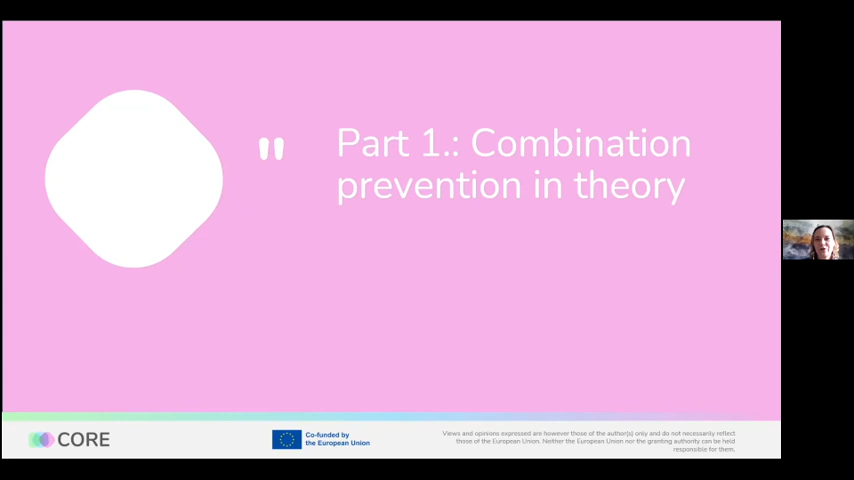 " Part 1.: Combination
prevention in theory
CORE
Co-funded by
the European Union
Views and opinions expressed are however those of the author(s) only and do not necessarily reflect
those of the European Union. Neither the European Union nor the granting authority can be held
responsible for them.